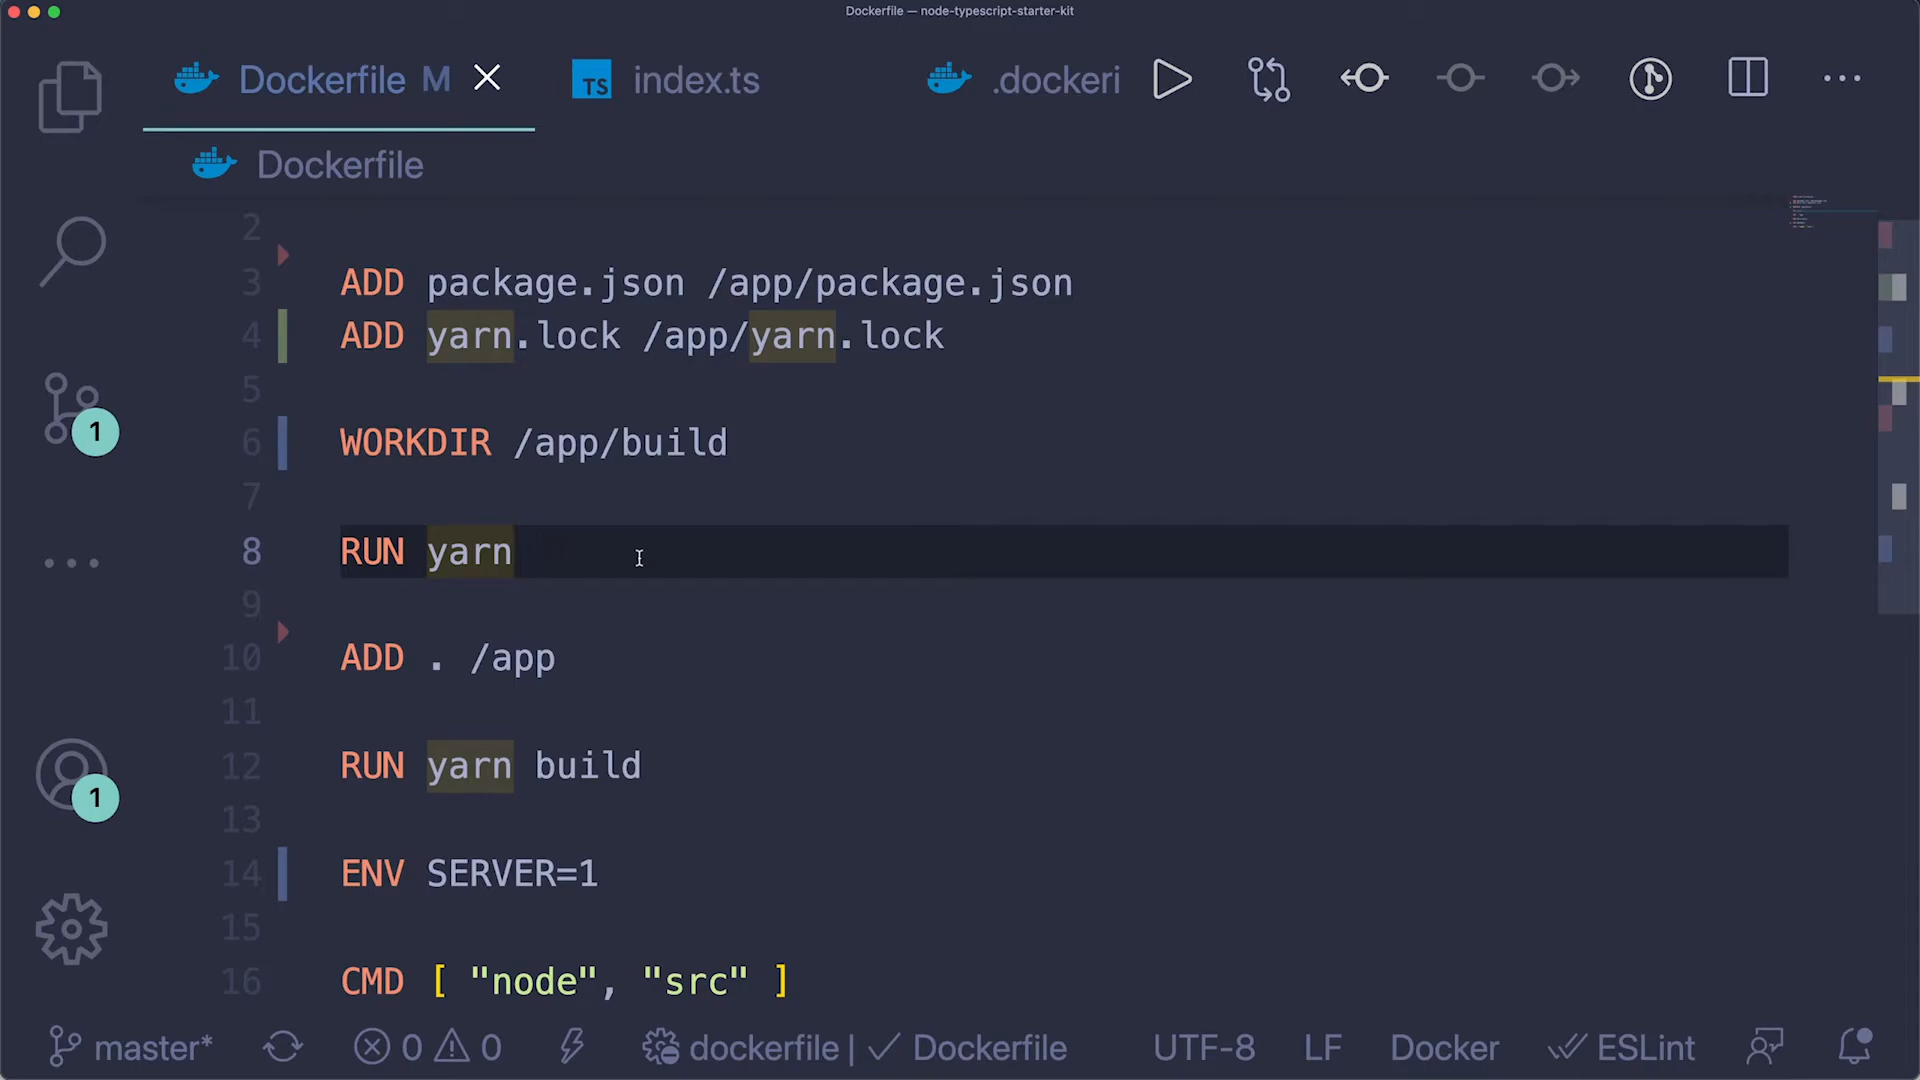 Dockerfile — node-typescript-starter-kit
Dockerfile M TS index.ts .dockeri
Dockerfile
2
3 ADD package.json /app/package.json
4 ADD yarn.lock /app/yarn.lock
5
6 WORKDIR /app/build
7
8 RUN yarn
9
10 ADD . /app
11
12 RUN yarn build
13
14 ENV SERVER=1
15
16 CMD [ "node", "src" ]
1
1
master* 0 0 dockerfile | Dockerfile UTF-8 LF Docker ESLint